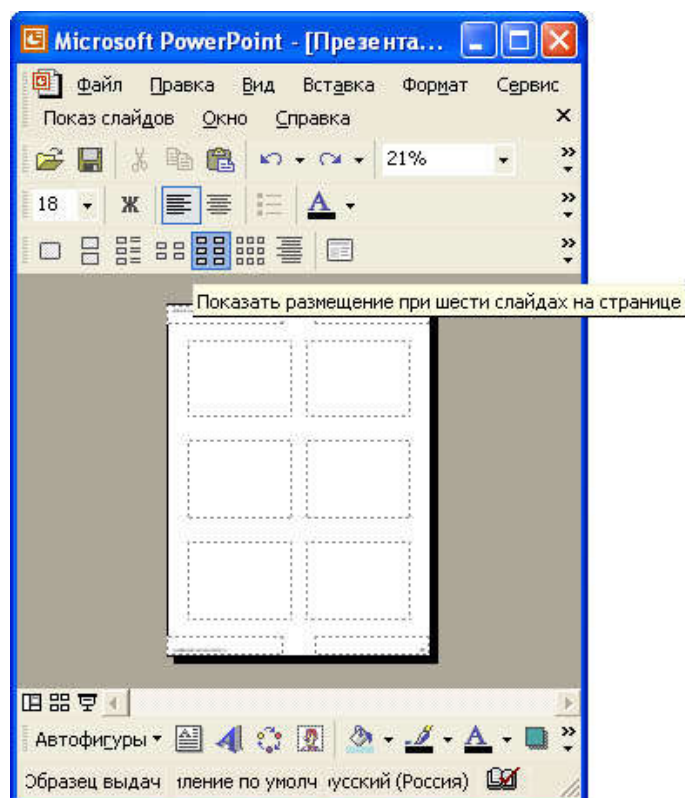 Microsoft PowerPoint - [Презента...
Файл Правка Вид Вставка Формат Сервис
Показ слайдов Окно Справка
21%
18 Ж А
Показать размещение при шести слайдах на странице
Автофигуры А
Образец выдач ление по умолч усский (Россия)